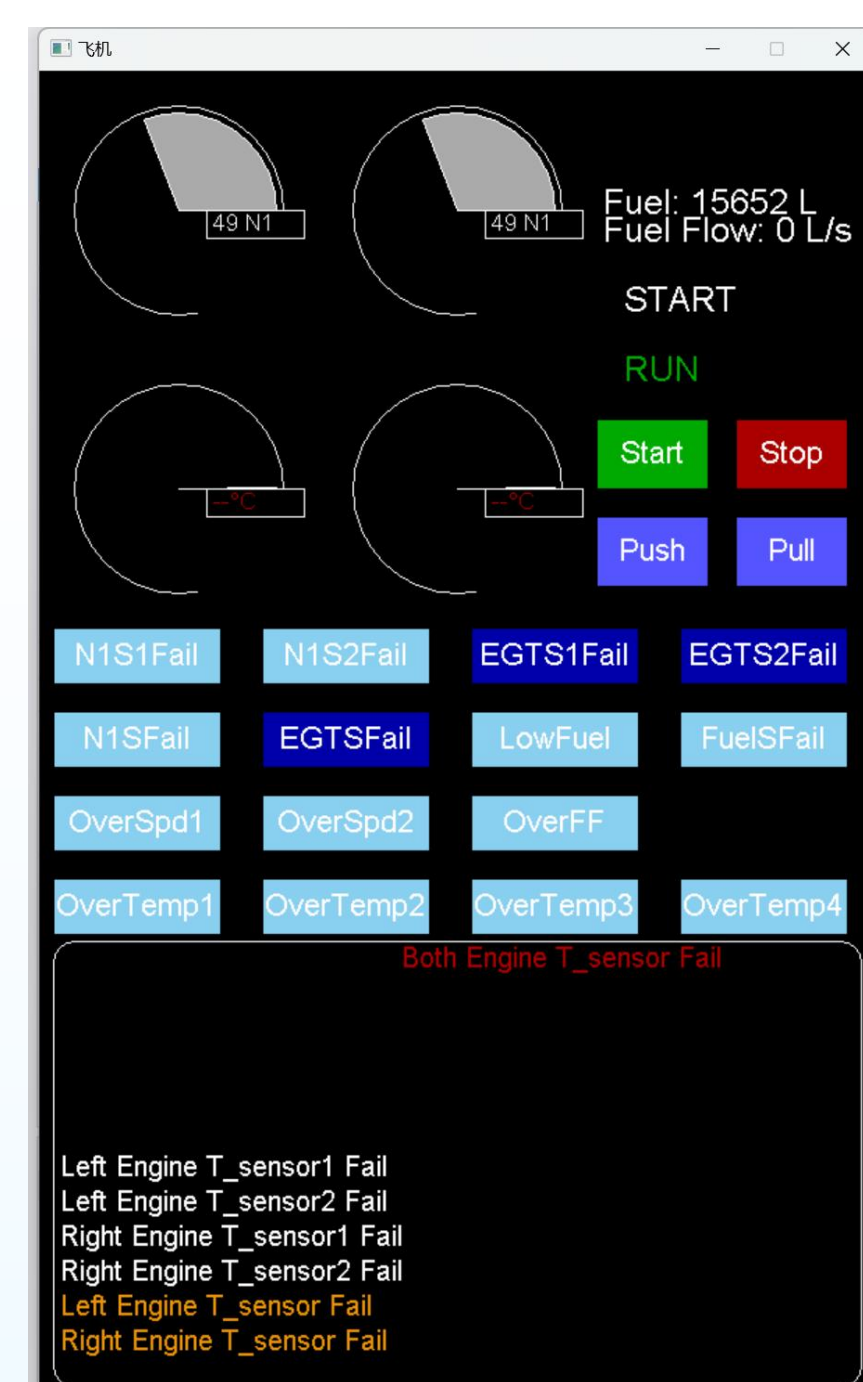 飞机
49 N1
49 N1
Fuel: 15652 L
Fuel Flow: 0 L/s
START
RUN
--°C
--°C
Start
Stop
Push
Pull
N1S1Fail
N1S2Fail
EGTS1Fail
EGTS2Fail
N1SFail
EGTSFail
LowFuel
FuelSFail
OverSpd1
OverSpd2
OverFF
OverTemp1
OverTemp2
OverTemp3
OverTemp4
Both Engine T_sensor Fail
Left Engine T_sensor1 Fail
Left Engine T_sensor2 Fail
Right Engine T_sensor1 Fail
Right Engine T_sensor2 Fail
Left Engine T_sensor Fail
Right Engine T_sensor Fail